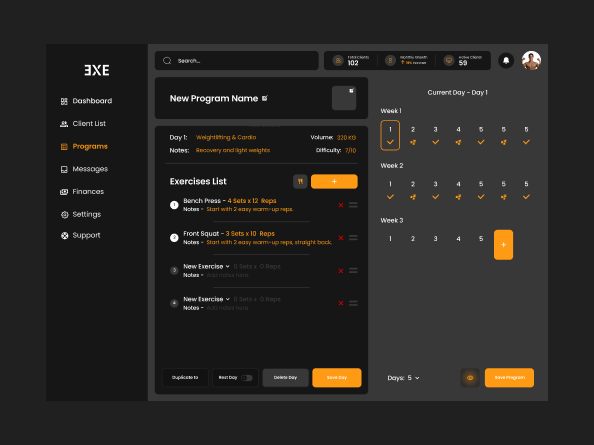 ƎXE
Search...
Total Clients
102
Monthly Growth
Active Clients
59
Dashboard
Client List
Programs
Messages
Finances
Settings
Support
New Program Name
Day 1: Weightlifting & Cardio Volume: 320 KG
Notes: Recovery and light weights Difficulty: 7/10
Exercises List
+
1 Bench Press - 4 Sets x 12 Reps
Notes - Start with 2 easy warm-up reps.
2 Front Squat - 3 Sets x 10 Reps
Notes - Start with 2 easy warm-up reps, straight back.
3 New Exercise - 0 Sets x 0 Reps
Notes - Add notes here
4 New Exercise - 0 Sets x 0 Reps
Notes - Add notes here
Duplicate to
Rest Day
Delete Day
Save Day
Current Day - Day 1
Week 1
1 2 3 4 5 5 5
Week 2
1 2 3 4 5 5 5
Week 3
1 2 3 4 5 +
Days: 5
Save Program